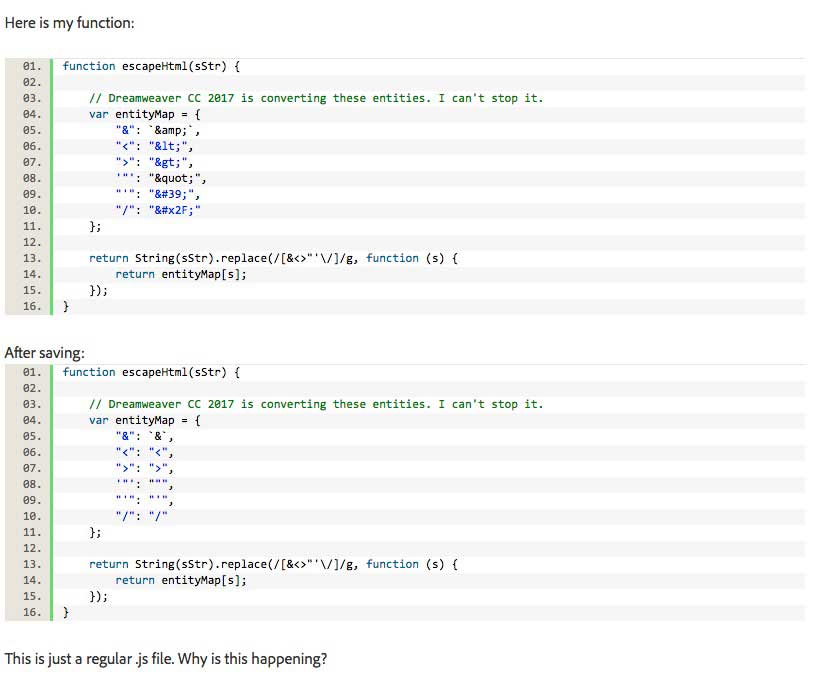 Here is my function:
01. function escapeHtml(sStr) {
02.
03. // Dreamweaver CC 2017 is converting these entities. I can't stop it.
04. var entityMap = {
05. "&": `&amp;`,
06. "<": "&lt;",
07. ">": "&gt;",
08. '"': "&quot;",
09. "'": "&#39;",
10. "/": "&#x2F;"
11. };
12.
13. return String(sStr).replace(/[&<>"'\/]/g, function (s) {
14. return entityMap[s];
15. });
16. }
After saving:
01. function escapeHtml(sStr) {
02.
03. // Dreamweaver CC 2017 is converting these entities. I can't stop it.
04. var entityMap = {
05. "&": `&`,
06. "<": "<",
07. ">": ">",
08. '"': """,
09. "'": "'",
10. "/": "/"
11. };
12.
13. return String(sStr).replace(/[&<>"'\/]/g, function (s) {
14. return entityMap[s];
15. });
16. }
This is just a regular .js file. Why is this happening?